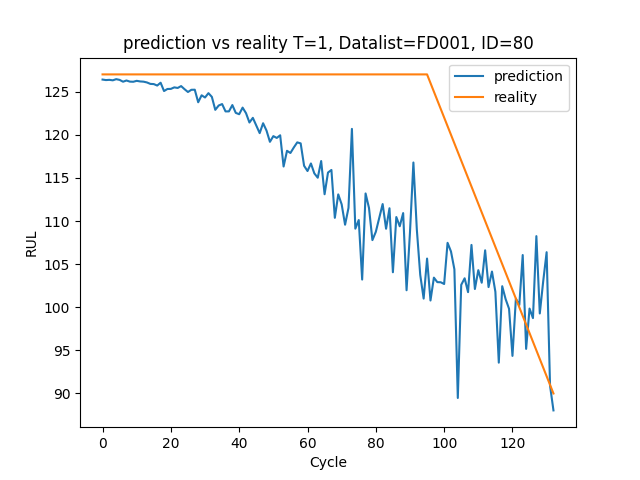 prediction vs reality T=1, Datalist=FD001, ID=80
prediction
reality
RUL
125
120
115
110
105
100
95
90
0 20 40 60 80 100 120
Cycle